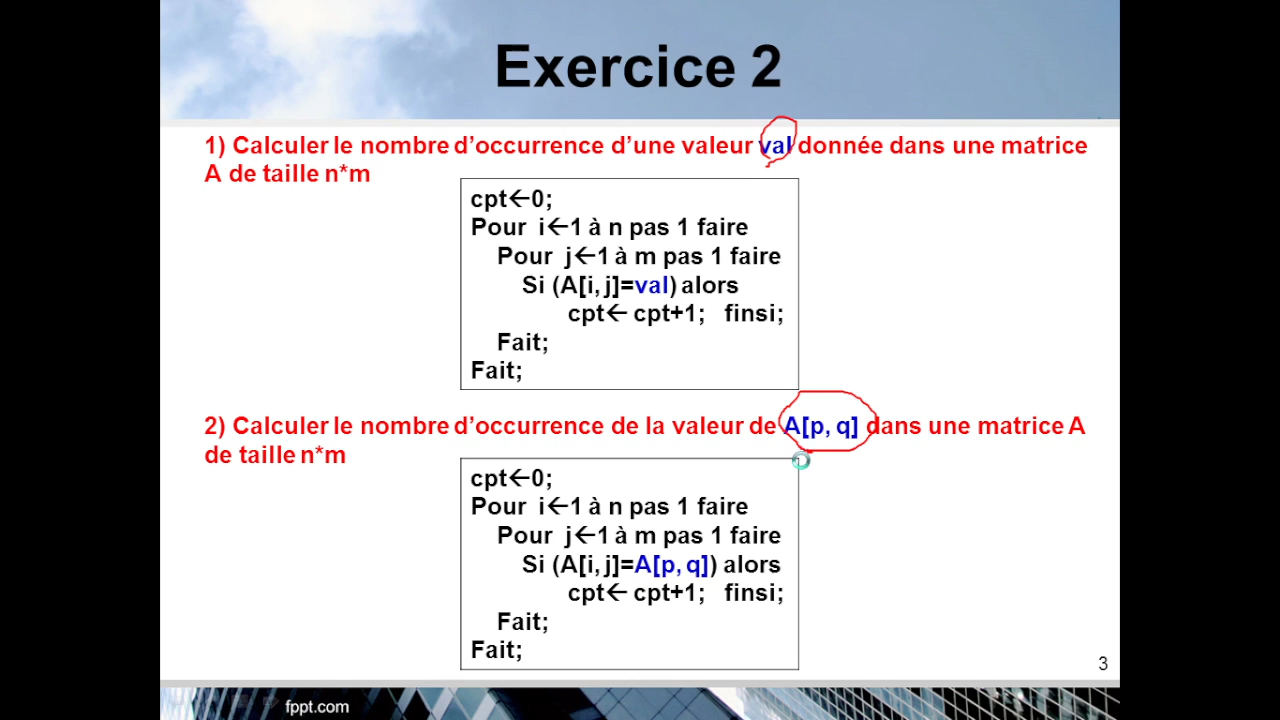 Exercice 2
1) Calculer le nombre d'occurrence d'une valeur val donnée dans une matrice
A de taille n*m
cpt←0;
Pour i←1 à n pas 1 faire
Pour j←1 à m pas 1 faire
Si (A[i, j]=val) alors
cpt← cpt+1; finsi;
Fait;
Fait;
2) Calculer le nombre d'occurrence de la valeur de A[p, q] dans une matrice A
de taille n*m
cpt←0;
Pour i←1 à n pas 1 faire
Pour j←1 à m pas 1 faire
Si (A[i, j]=A[p, q]) alors
cpt← cpt+1; finsi;
Fait;
Fait;
3
fppt.com